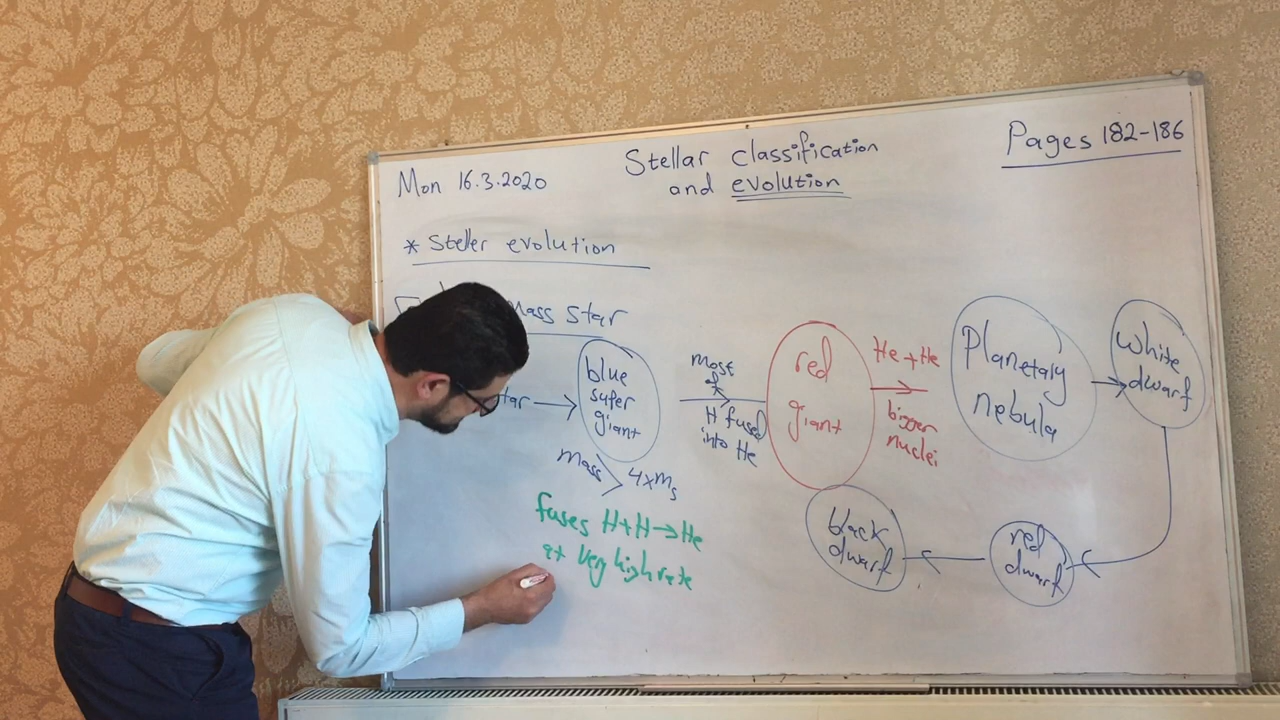 Mon 16.3.2020
Stellar classification
and evolution
Pages 182-186
* Steller evolution
mass star
tar →
blue
super
giant
mass > 4×Ms
fuses H+H→He
at very high rate
most
of
H fused
into He
red
giant
He + He
bigger
nuclei
Planetary
nebula
white
dwarf
red
dwarf
black
dwarf